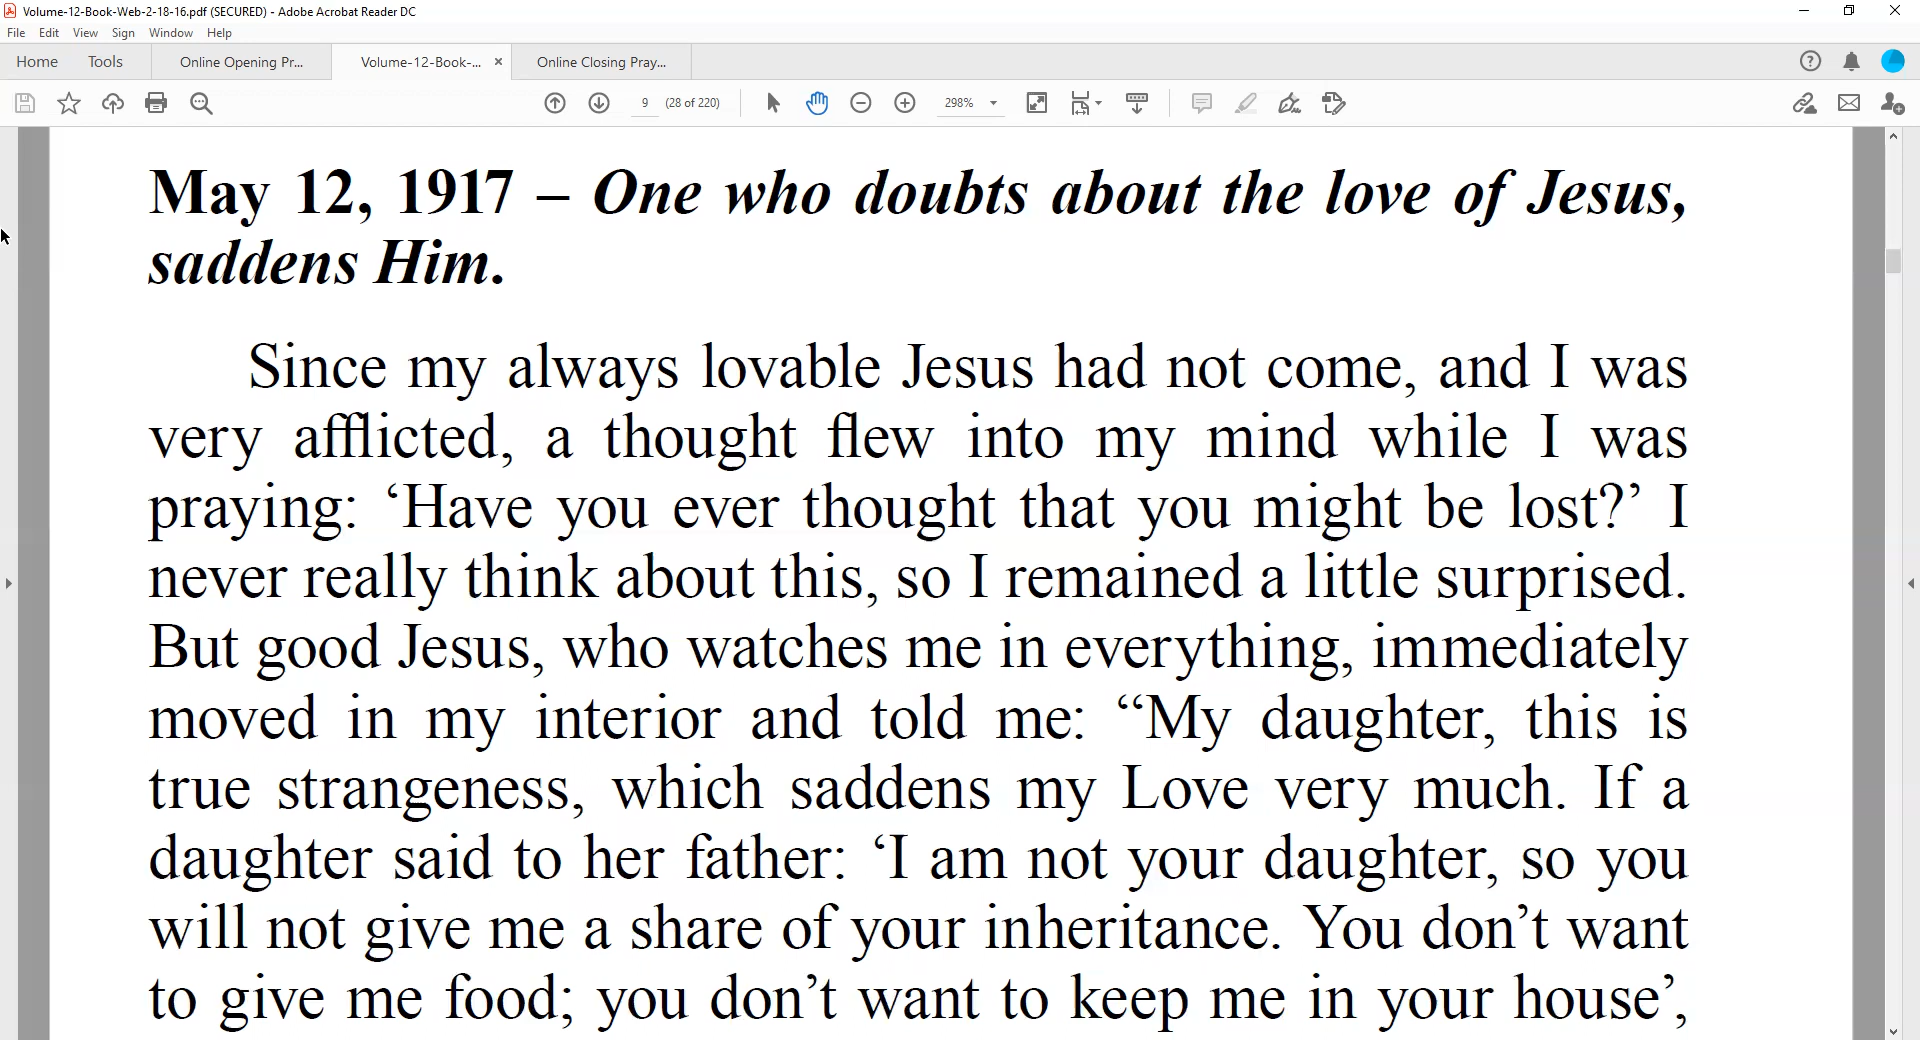 Volume-12-Book-Web-2-18-16.pdf (SECURED) - Adobe Acrobat Reader DC
File Edit View Sign Window Help
Home Tools Online Opening Pr... Volume-12-Book-... × Online Closing Pray...
9 (28 of 220) 298%
May 12, 1917 – One who doubts about the love of Jesus,
saddens Him.
Since my always lovable Jesus had not come, and I was
very afflicted, a thought flew into my mind while I was
praying: ‘Have you ever thought that you might be lost?’ I
never really think about this, so I remained a little surprised.
But good Jesus, who watches me in everything, immediately
moved in my interior and told me: “My daughter, this is
true strangeness, which saddens my Love very much. If a
daughter said to her father: ‘I am not your daughter, so you
will not give me a share of your inheritance. You don’t want
to give me food; you don’t want to keep me in your house’,